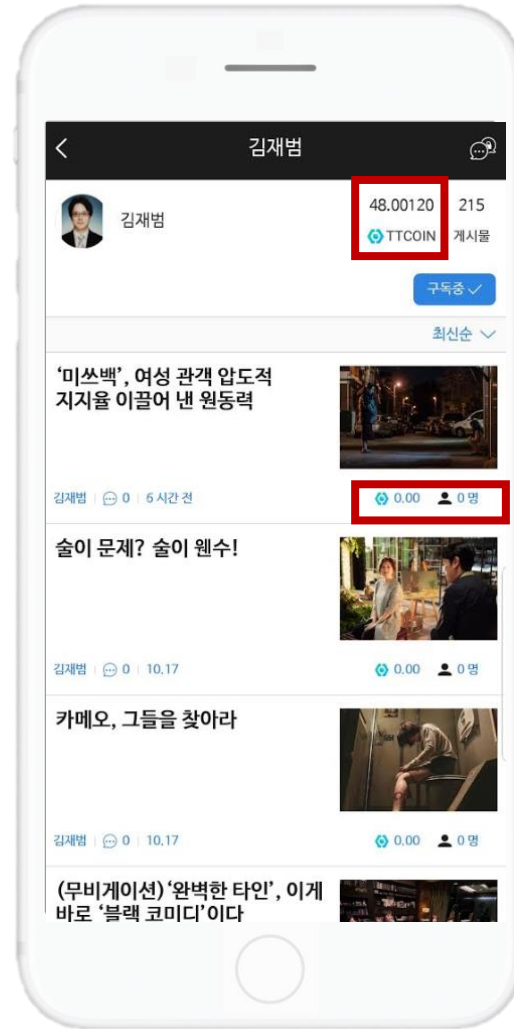 김재범
김재범
48.00120 215
TTCOIN 게시물
구독중
최신순
‘미쓰백’, 여성 관객 압도적
지지율 이끌어 낸 원동력
김재범 0 6 시간 전 0.00 0 명
술이 문제? 술이 웬수!
김재범 0 10.17 0.00 0 명
카메오, 그들을 찾아라
김재범 0 10.17 0.00 0 명
(무비게이션) ‘완벽한 타인’, 이게
바로 ‘블랙 코미디’이다